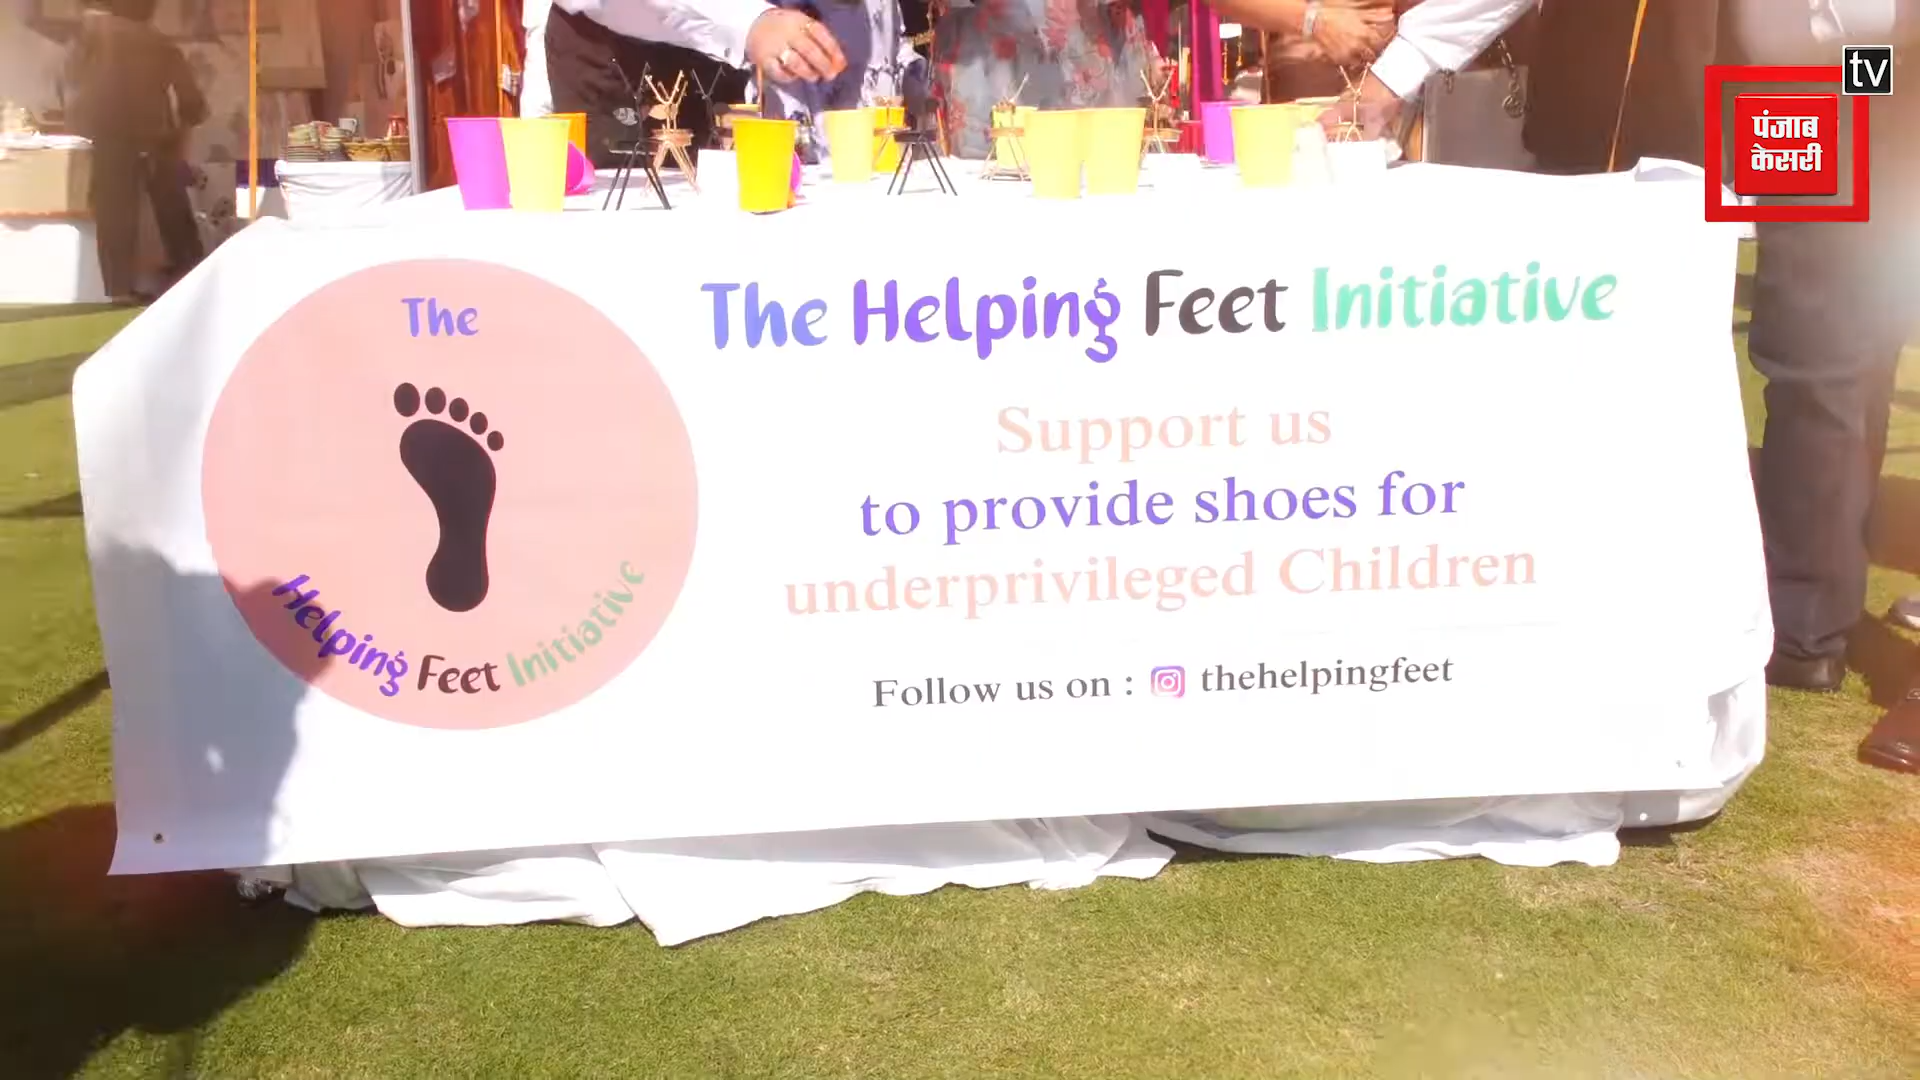 tv
पंजाब
केसरी
The
Helping Feet Initiative
The Helping Feet Initiative
Support us
to provide shoes for
underprivileged Children
Follow us on : thehelpingfeet